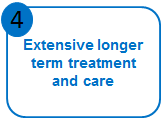 4
Extensive longer
term treatment
and care